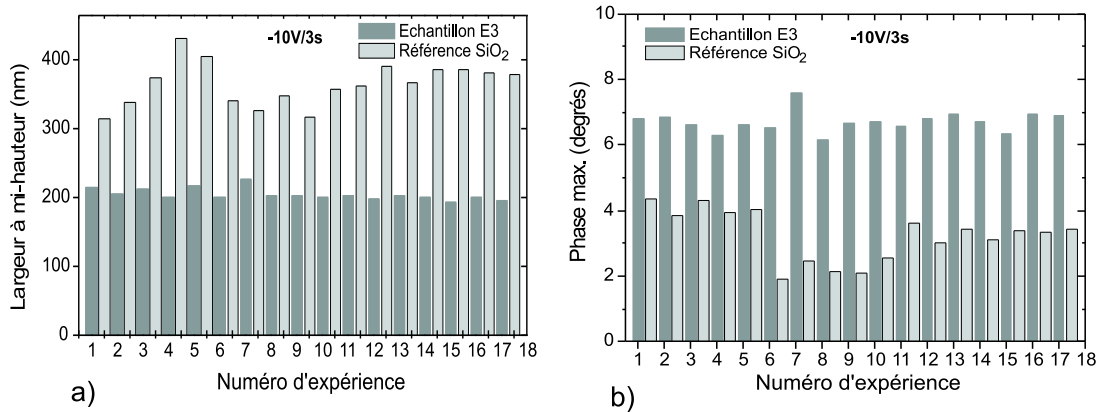 -10V/3s
Echantillon E3
Référence SiO₂
Largeur à mi-hauteur (nm)
400
300
200
100
0
1 2 3 4 5 6 7 8 9 10 11 12 13 14 15 16 17 18
Numéro d'expérience
a)
Echantillon E3
Référence SiO₂
-10V/3s
Phase max. (degrés)
10
8
6
4
2
0
1 2 3 4 5 6 7 8 9 10 11 12 13 14 15 16 17 18
Numéro d'expérience
b)